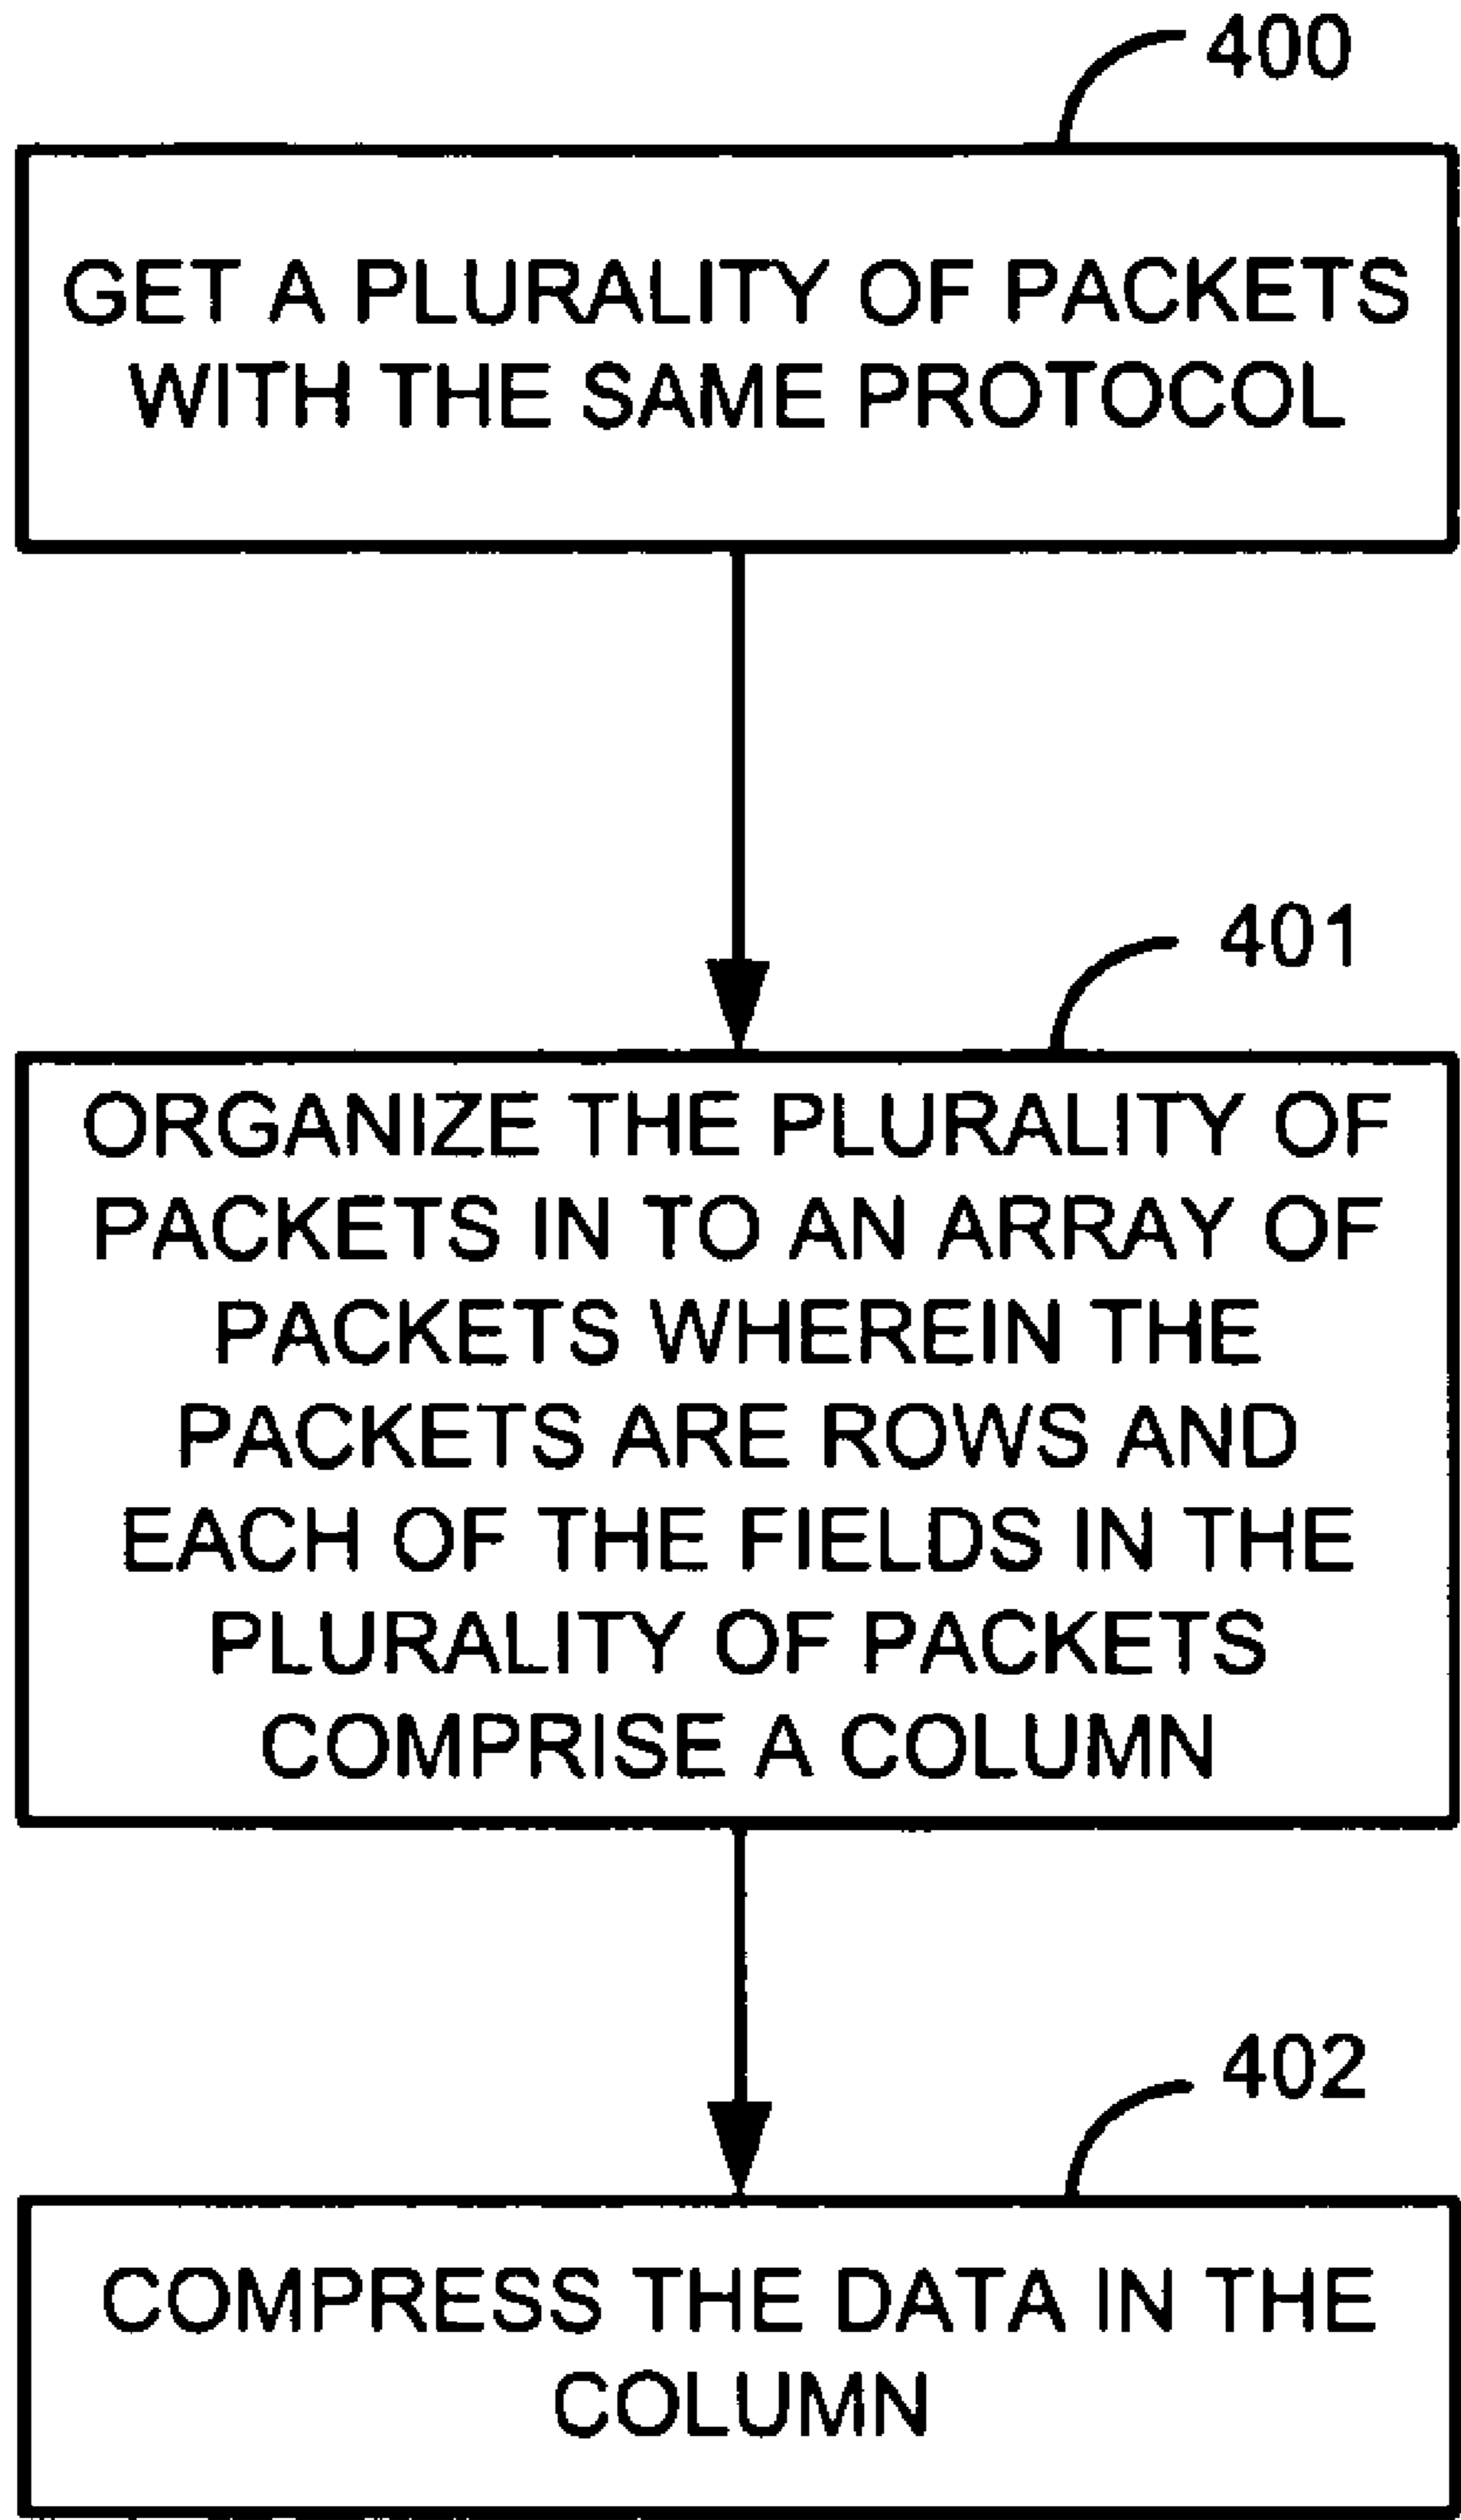 400
GET A PLURALITY OF PACKETS
WITH THE SAME PROTOCOL
401
ORGANIZE THE PLURALITY OF
PACKETS IN TO AN ARRAY OF
PACKETS WHEREIN THE
PACKETS ARE ROWS AND
EACH OF THE FIELDS IN THE
PLURALITY OF PACKETS
COMPRISE A COLUMN
402
COMPRESS THE DATA IN THE
COLUMN